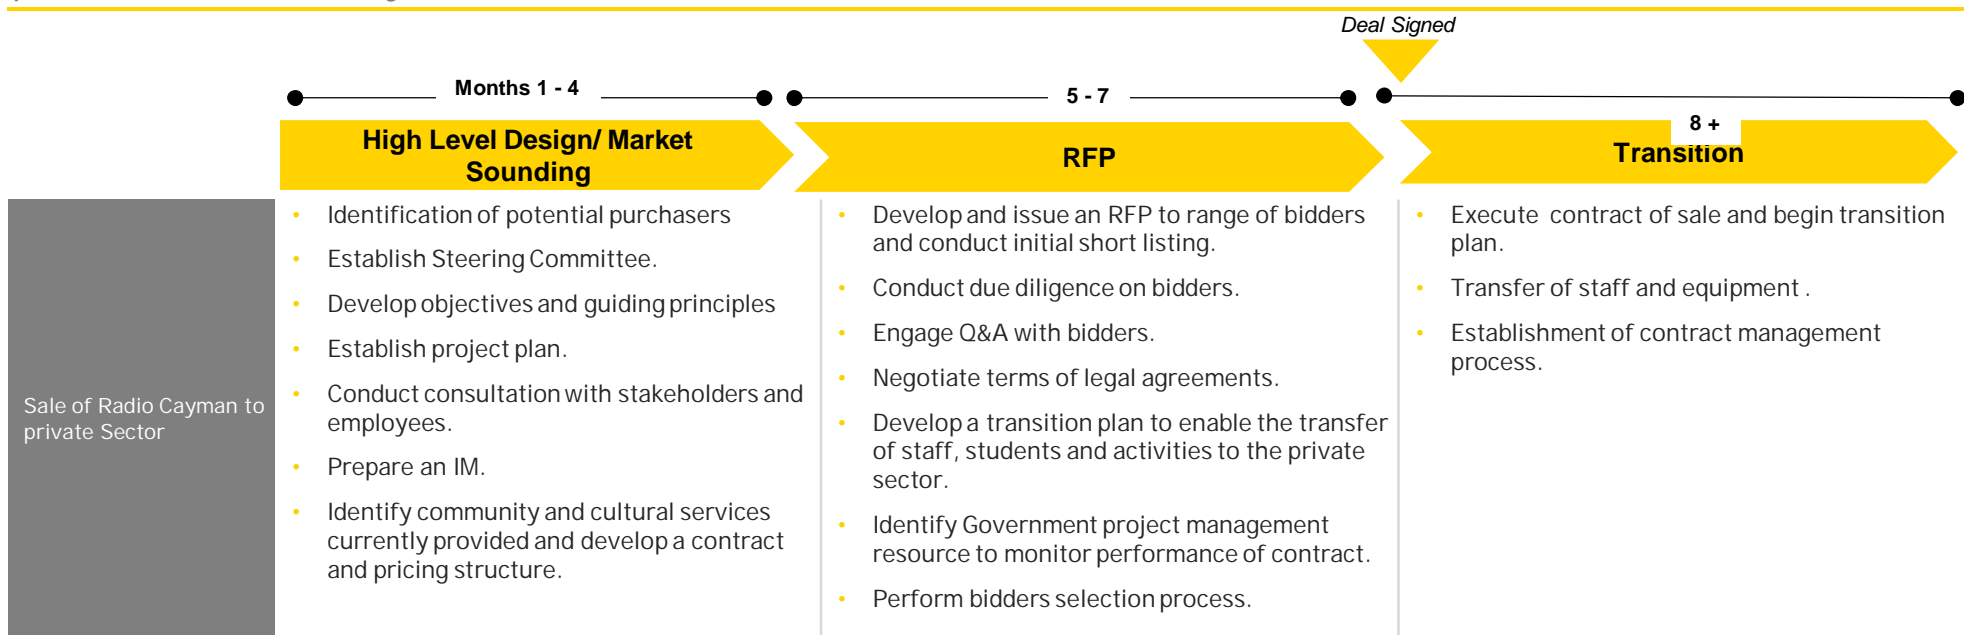 Deal Signed
Months 1 - 4
5 - 7
8 +
High Level Design/ Market
Sounding
RFP
Transition
Sale of Radio Cayman to
private Sector
• Identification of potential purchasers
• Establish Steering Committee.
• Develop objectives and guiding principles
• Establish project plan.
• Conduct consultation with stakeholders and
employees.
• Prepare an IM.
• Identify community and cultural services
currently provided and develop a contract
and pricing structure.
• Develop and issue an RFP to range of bidders
and conduct initial short listing.
• Conduct due diligence on bidders.
• Engage Q&A with bidders.
• Negotiate terms of legal agreements.
• Develop a transition plan to enable the transfer
of staff, students and activities to the private
sector.
• Identify Government project management
resource to monitor performance of contract.
• Perform bidders selection process.
• Execute contract of sale and begin transition
plan.
• Transfer of staff and equipment .
• Establishment of contract management
process.